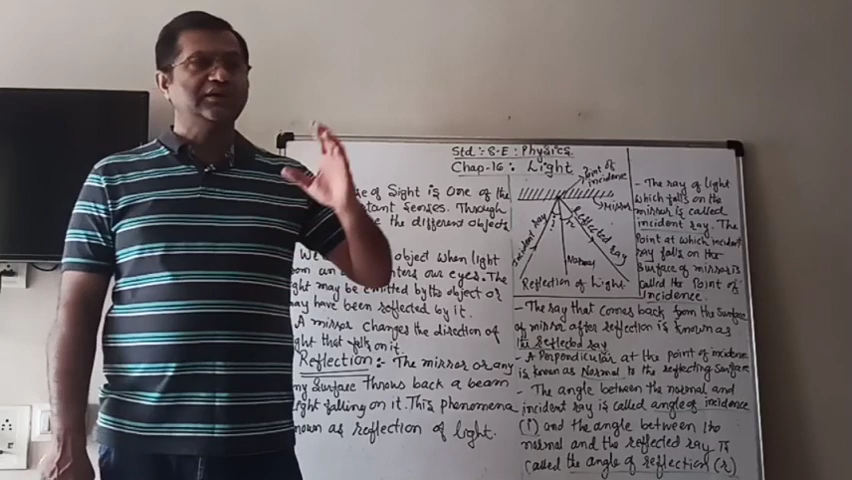 Std : 8-E : Physics.
Chap-16 : Light
of Sight is one of the
Senses. Through
the different objects
object when light
our eyes. The
light may be emitted by the object or
may have been reflected by it.
A mirror changes the direction of
light that falls on it.
Reflection :- The mirror or any
Surface Throws back a beam
light falling on it. This phenomena
known as reflection of light.
Point of
incidence
Mirror
Incident ray
i
r
Reflected ray
Normal
Reflection of Light.
- The ray of light
which falls on the
mirror is called
incident ray. The
Point at which incident
ray falls on the
Surface of mirror is
called the Point of
Incidence.
- The ray that comes back from the Surface
of mirror after reflection is known as
the reflected ray
- A Perpendicular at the point of incidence
is known as Normal to the reflecting Surface
- The angle between the normal and
incident ray is called angle of incidence
(i) and the angle between the
normal and the reflected ray is
called the angle of reflection (r)